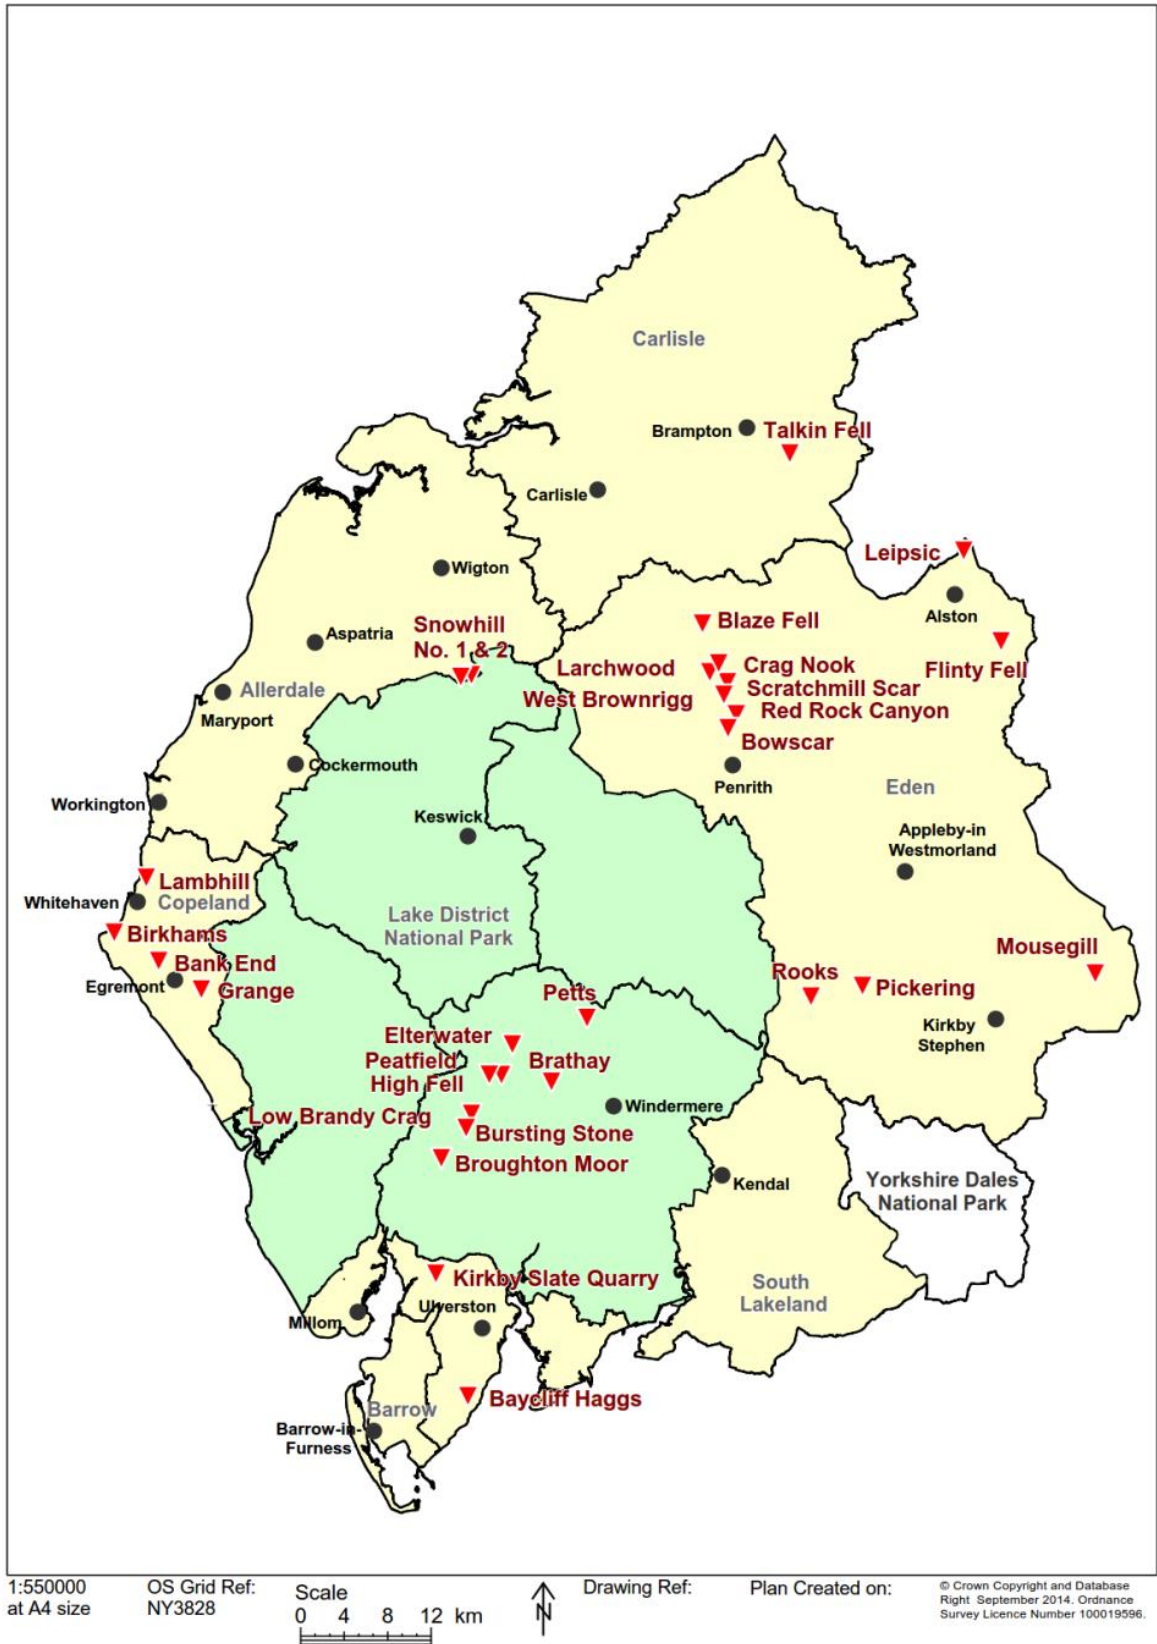 Carlisle
Brampton
Talkin Fell
Carlisle
Leipsic
Wigton
Alston
Snowhill
No. 1 & 2
Aspatria
Blaze Fell
Flinty Fell
Larchwood
Crag Nook
West Brownrigg
Scratchmill Scar
Allerdale
Red Rock Canyon
Maryport
Bowscar
Cockermouth
Penrith
Eden
Workington
Keswick
Appleby-in
Westmorland
Lambhill
Whitehaven
Copeland
Lake District
National Park
Birkhams
Mousegill
Bank End
Egremont
Grange
Rooks
Pickering
Petts
Kirkby
Stephen
Elterwater
Peatfield
Brathay
High Fell
Low Brandy Crag
Windermere
Bursting Stone
Broughton Moor
Kendal
Yorkshire Dales
National Park
Kirkby Slate Quarry
South
Lakeland
Ulverston
Millom
Baycliff Haggs
Barrow
Barrow-in-
Furness
1:550000
at A4 size
OS Grid Ref:
NY3828
Scale
0 4 8 12 km
N
Drawing Ref:
Plan Created on:
© Crown Copyright and Database
Right September 2014. Ordnance
Survey Licence Number 100019596.